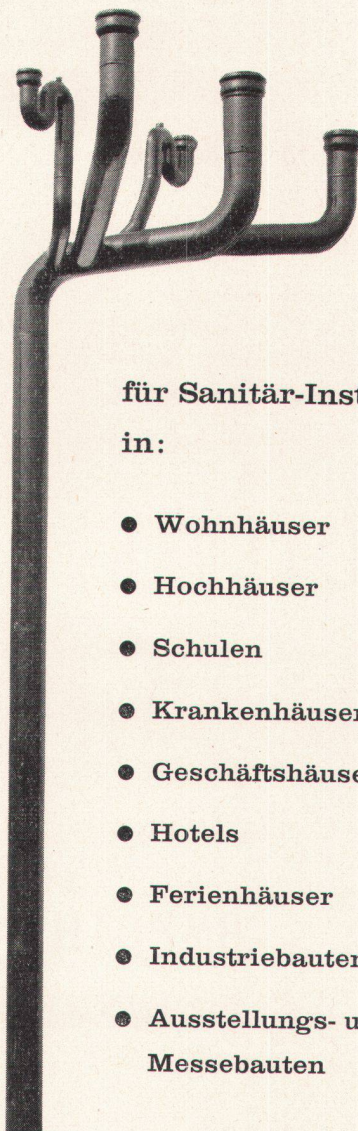 für Sanitär-Inst
in:
● Wohnhäuser
● Hochhäuser
● Schulen
● Krankenhäuser
● Geschäftshäuse
● Hotels
● Ferienhäuser
● Industriebauten
● Ausstellungs- u
Messebauten